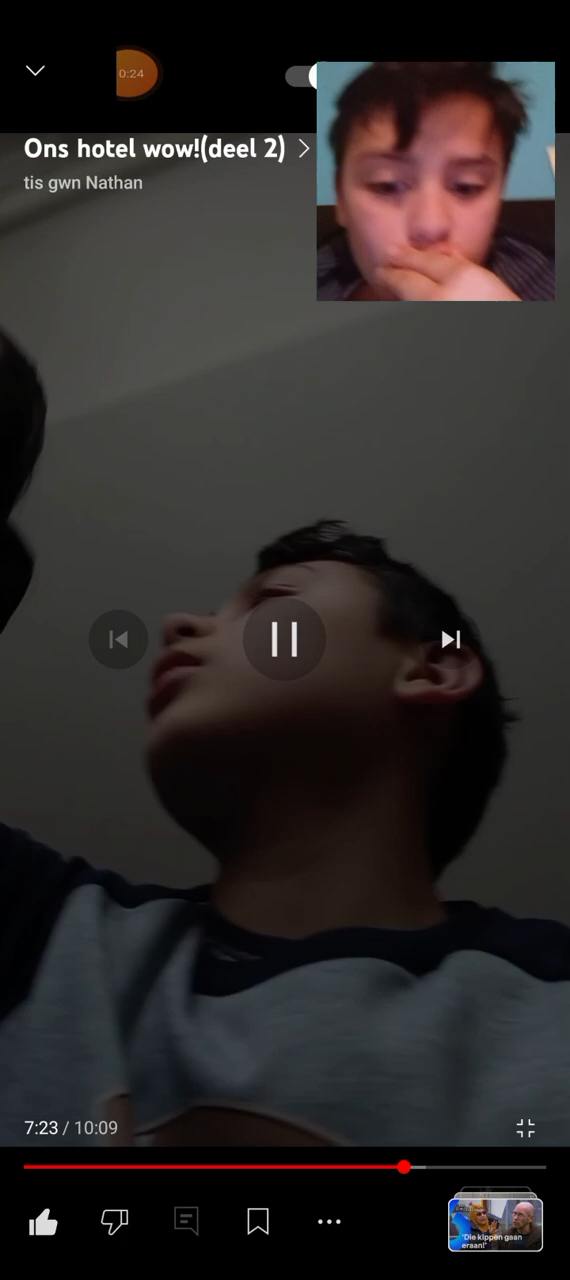 0:24
Ons hotel wow!(deel 2)
tis gwn Nathan
7:23 / 10:09
"Die kippen gaan
eraan!"